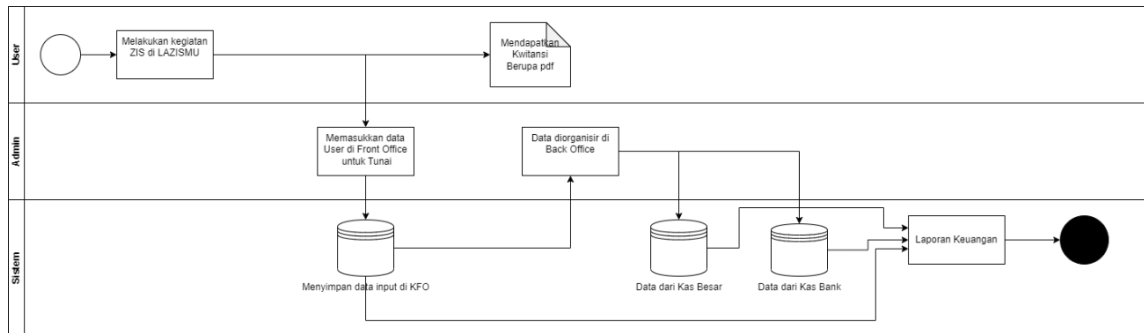 User
Melakukan kegiatan
ZIS di LAZISMU
Mendapatkan
Kwitansi
Berupa pdf
Admin
Memasukkan data
User di Front Office
untuk Tunai
Data diorganisir di
Back Office
Sistem
Menyimpan data input di KFO
Data dari Kas Besar
Data dari Kas Bank
Laporan Keuangan